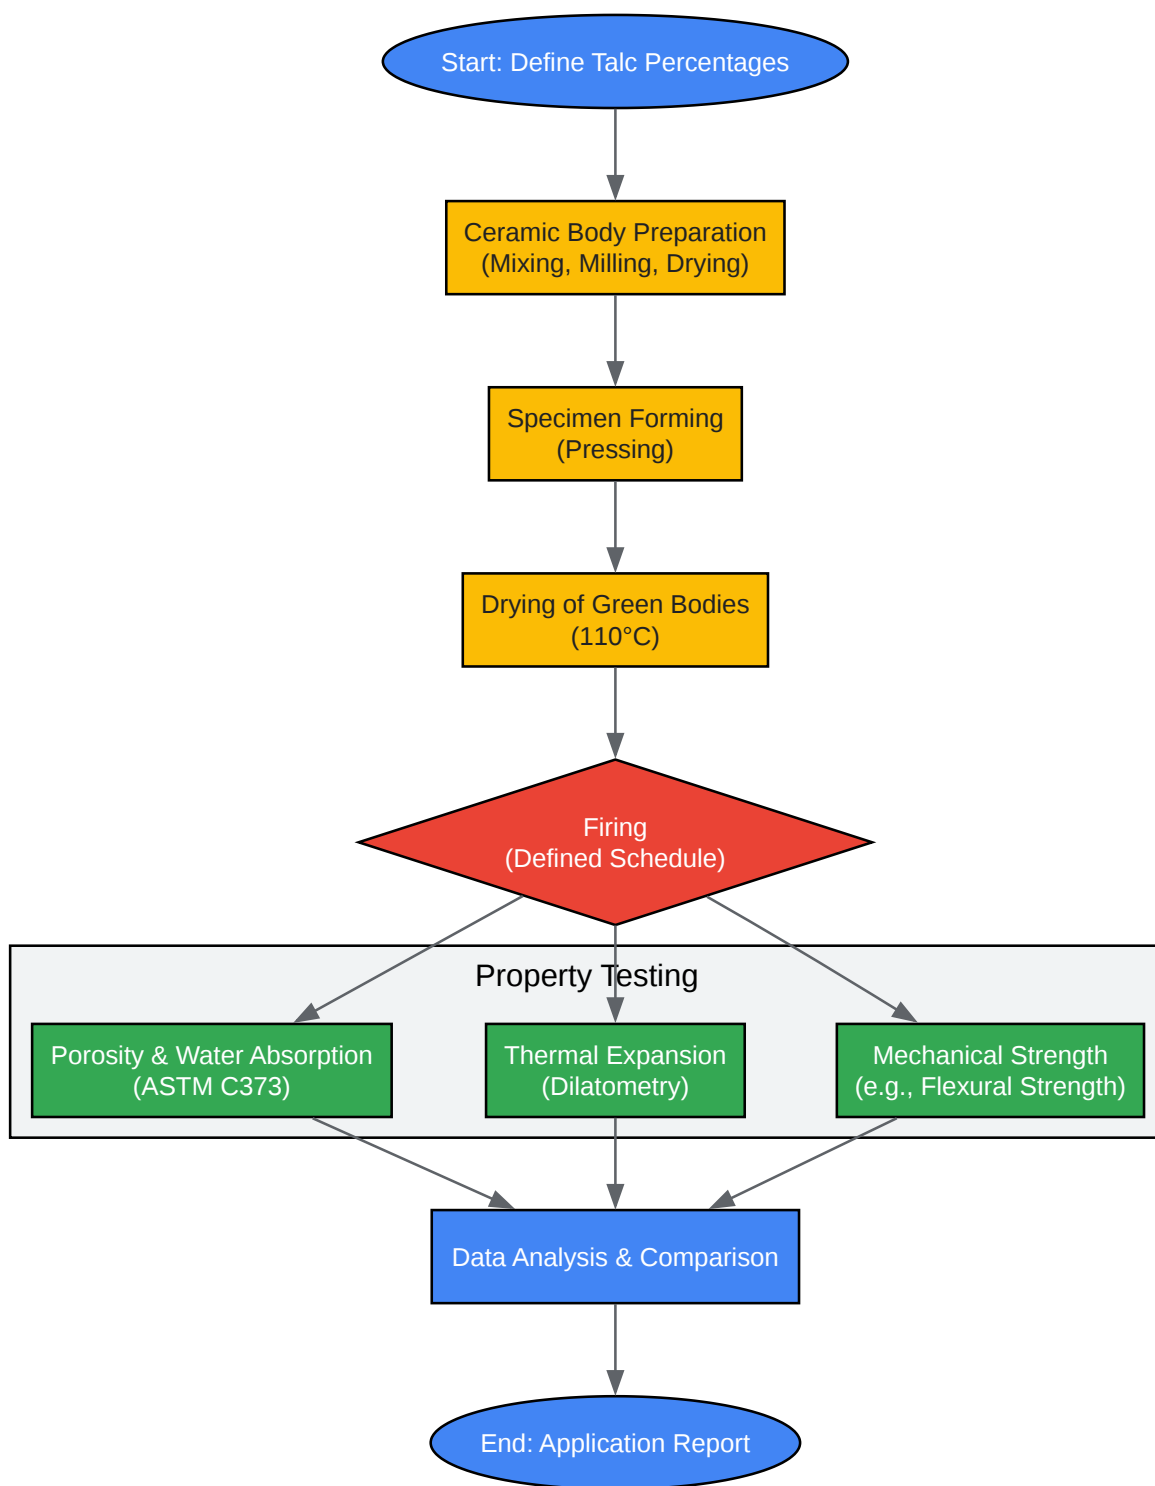 Start: Define Talc Percentages
Ceramic Body Preparation
(Mixing, Milling, Drying)
Specimen Forming
(Pressing)
Drying of Green Bodies
(110°C)
Firing
(Defined Schedule)
Property Testing
Porosity & Water Absorption
(ASTM C373)
Thermal Expansion
(Dilatometry)
Mechanical Strength
(e.g., Flexural Strength)
Data Analysis & Comparison
End: Application Report